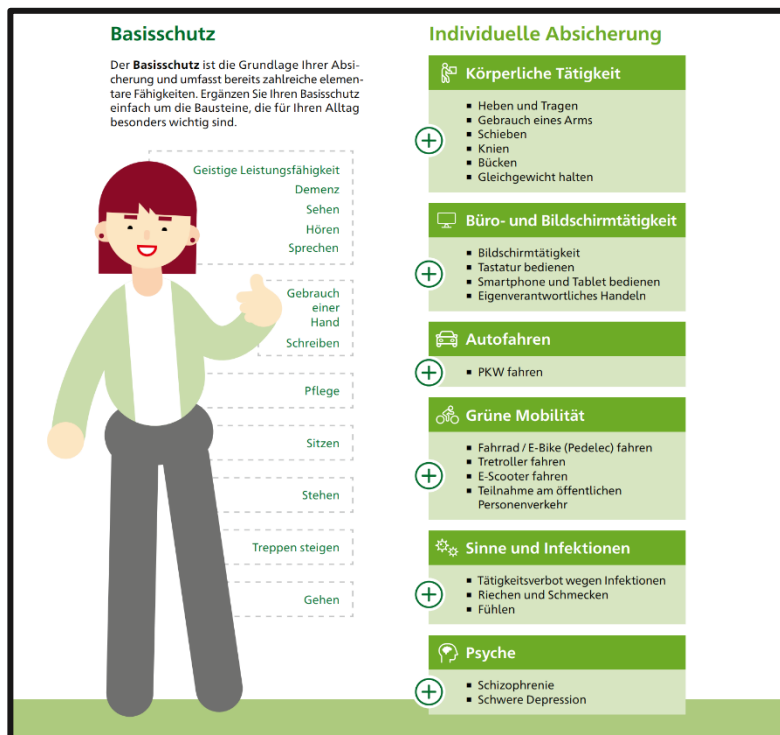 Basisschutz
Der Basisschutz ist die Grundlage Ihrer Absi-
cherung und umfasst bereits zahlreiche elemen-
tare Fähigkeiten. Ergänzen Sie Ihren Basisschutz
einfach um die Bausteine, die für Ihren Alltag
besonders wichtig sind.
Geistige Leistungsfähigkeit
Demenz
Sehen
Hören
Sprechen
Gebrauch
einer
Hand
Schreiben
Pflege
Sitzen
Stehen
Treppen steigen
Gehen
Individuelle Absicherung
Körperliche Tätigkeit
▪ Heben und Tragen
▪ Gebrauch eines Arms
▪ Schieben
▪ Knien
▪ Bücken
▪ Gleichgewicht halten
Büro- und Bildschirmtätigkeit
▪ Bildschirmtätigkeit
▪ Tastatur bedienen
▪ Smartphone und Tablet bedienen
▪ Eigenverantwortliches Handeln
Autofahren
▪ PKW fahren
Grüne Mobilität
▪ Fahrrad / E-Bike (Pedelec) fahren
▪ Tretroller fahren
▪ E-Scooter fahren
▪ Teilnahme am öffentlichen
Personenverkehr
Sinne und Infektionen
▪ Tätigkeitsverbot wegen Infektionen
▪ Riechen und Schmecken
▪ Fühlen
Psyche
▪ Schizophrenie
▪ Schwere Depression